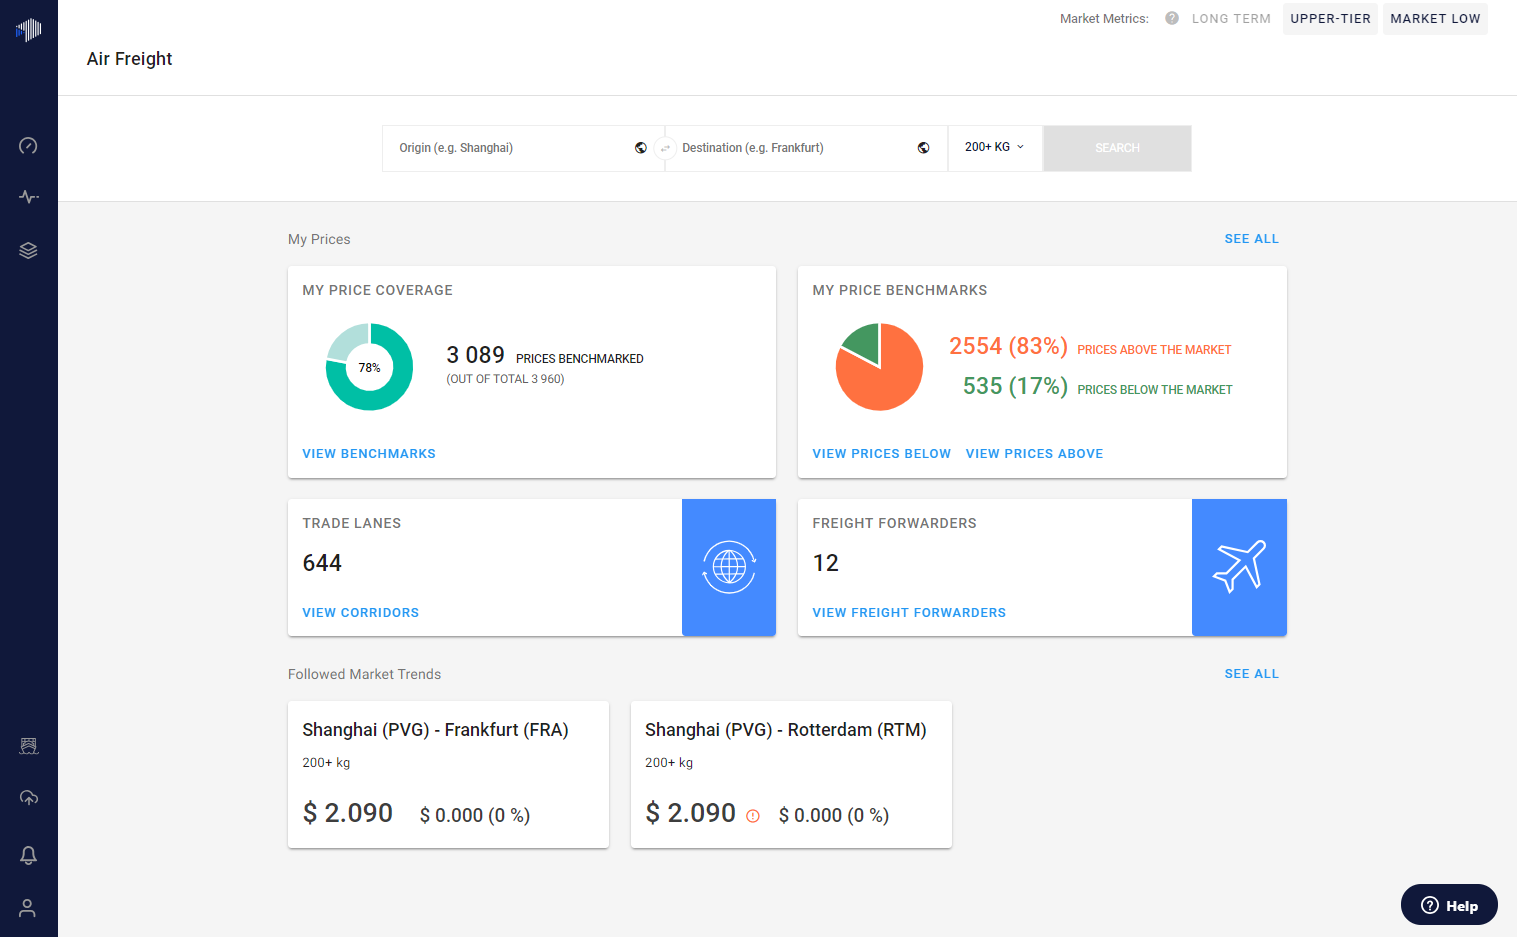 Market Metrics: LONG TERM UPPER-TIER MARKET LOW
Air Freight
Origin (e.g. Shanghai) Destination (e.g. Frankfurt) 200+ KG SEARCH
My Prices SEE ALL
MY PRICE COVERAGE
78%
3 089 PRICES BENCHMARKED
(OUT OF TOTAL 3 960)
VIEW BENCHMARKS
MY PRICE BENCHMARKS
2554 (83%) PRICES ABOVE THE MARKET
535 (17%) PRICES BELOW THE MARKET
VIEW PRICES BELOW VIEW PRICES ABOVE
TRADE LANES
644
VIEW CORRIDORS
FREIGHT FORWARDERS
12
VIEW FREIGHT FORWARDERS
Followed Market Trends SEE ALL
Shanghai (PVG) - Frankfurt (FRA)
200+ kg
$ 2.090 $ 0.000 (0 %)
Shanghai (PVG) - Rotterdam (RTM)
200+ kg
$ 2.090 $ 0.000 (0 %)
Help